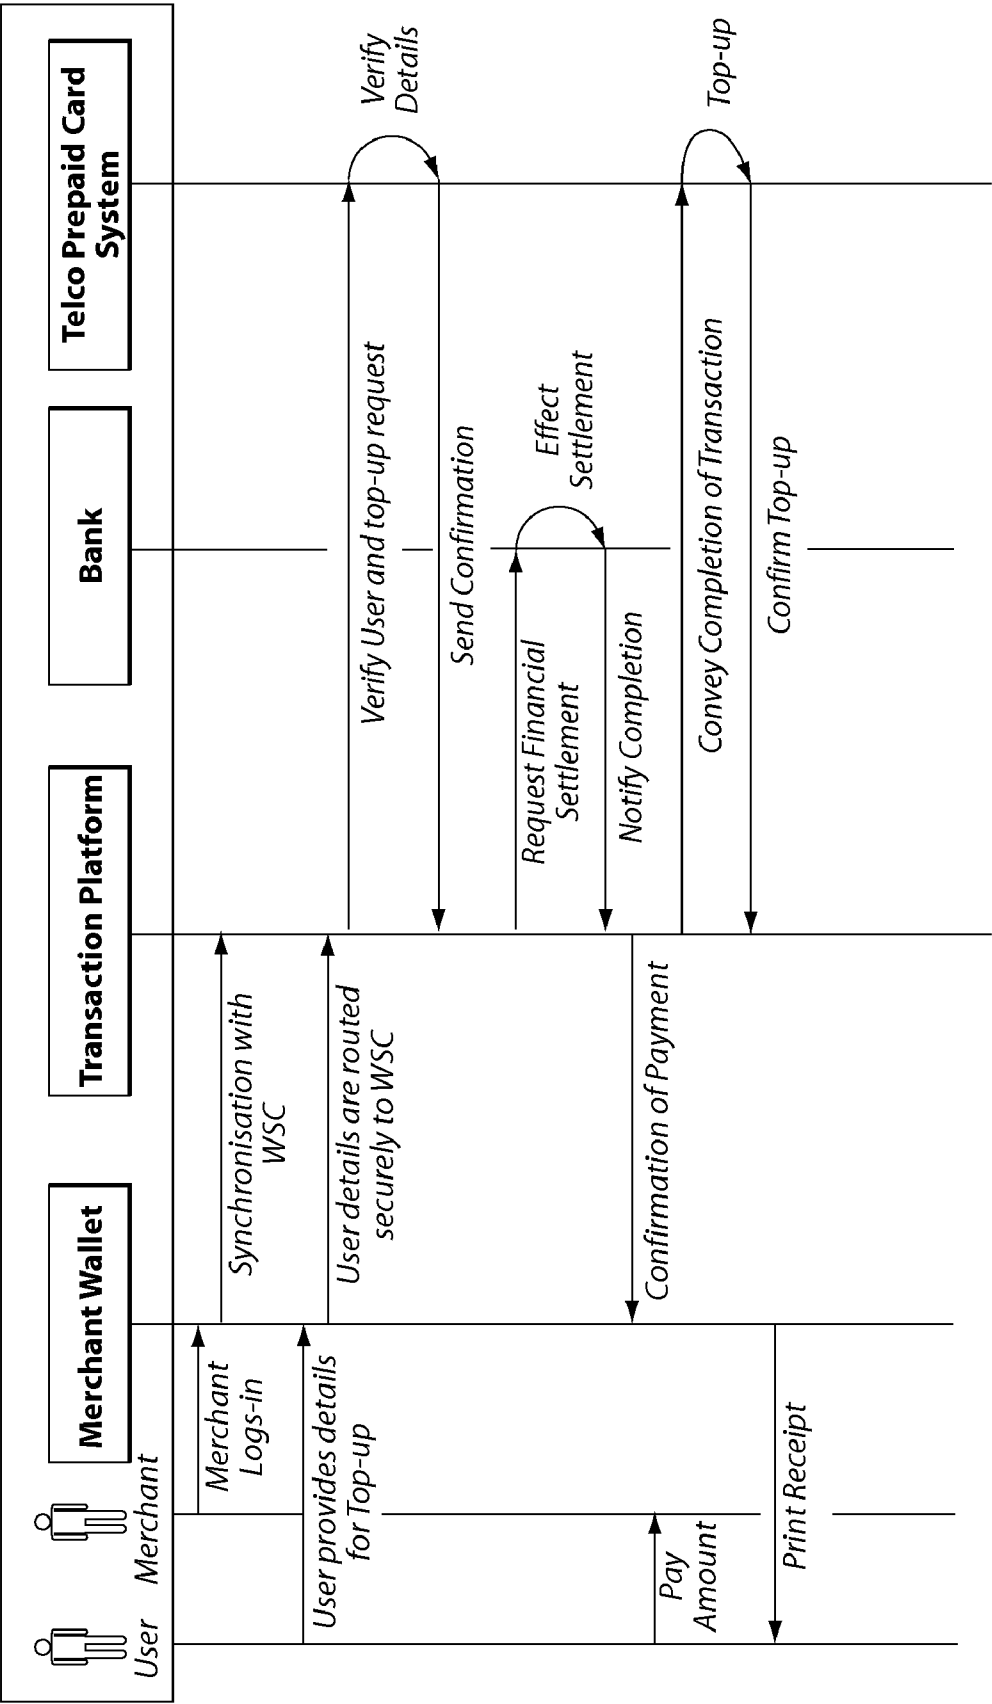 User
Merchant
Merchant Wallet
Transaction Platform
Bank
Telco Prepaid Card
System
Merchant
Logs-in
Synchronisation with
WSC
User provides details
for Top-up
User details are routed
securely to WSC
Verify User and top-up request
Verify
Details
Send Confirmation
Request Financial
Settlement
Effect
Settlement
Notify Completion
Confirmation of Payment
Pay
Amount
Convey Completion of Transaction
Top-up
Confirm Top-up
Print Receipt